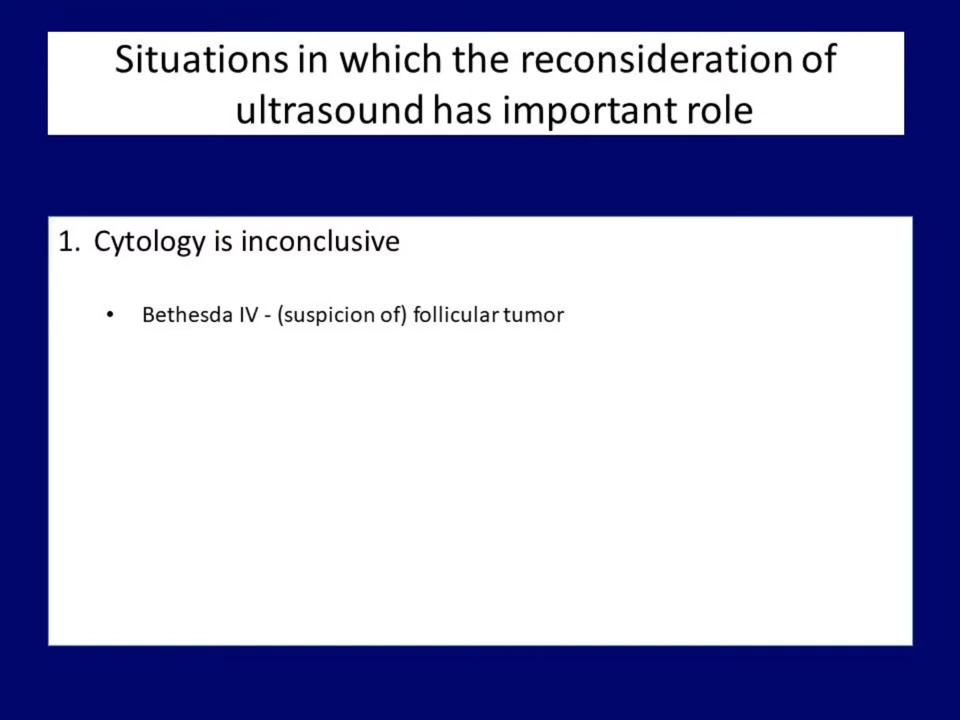 Situations in which the reconsideration of
ultrasound has important role
1. Cytology is inconclusive
• Bethesda IV - (suspicion of) follicular tumor